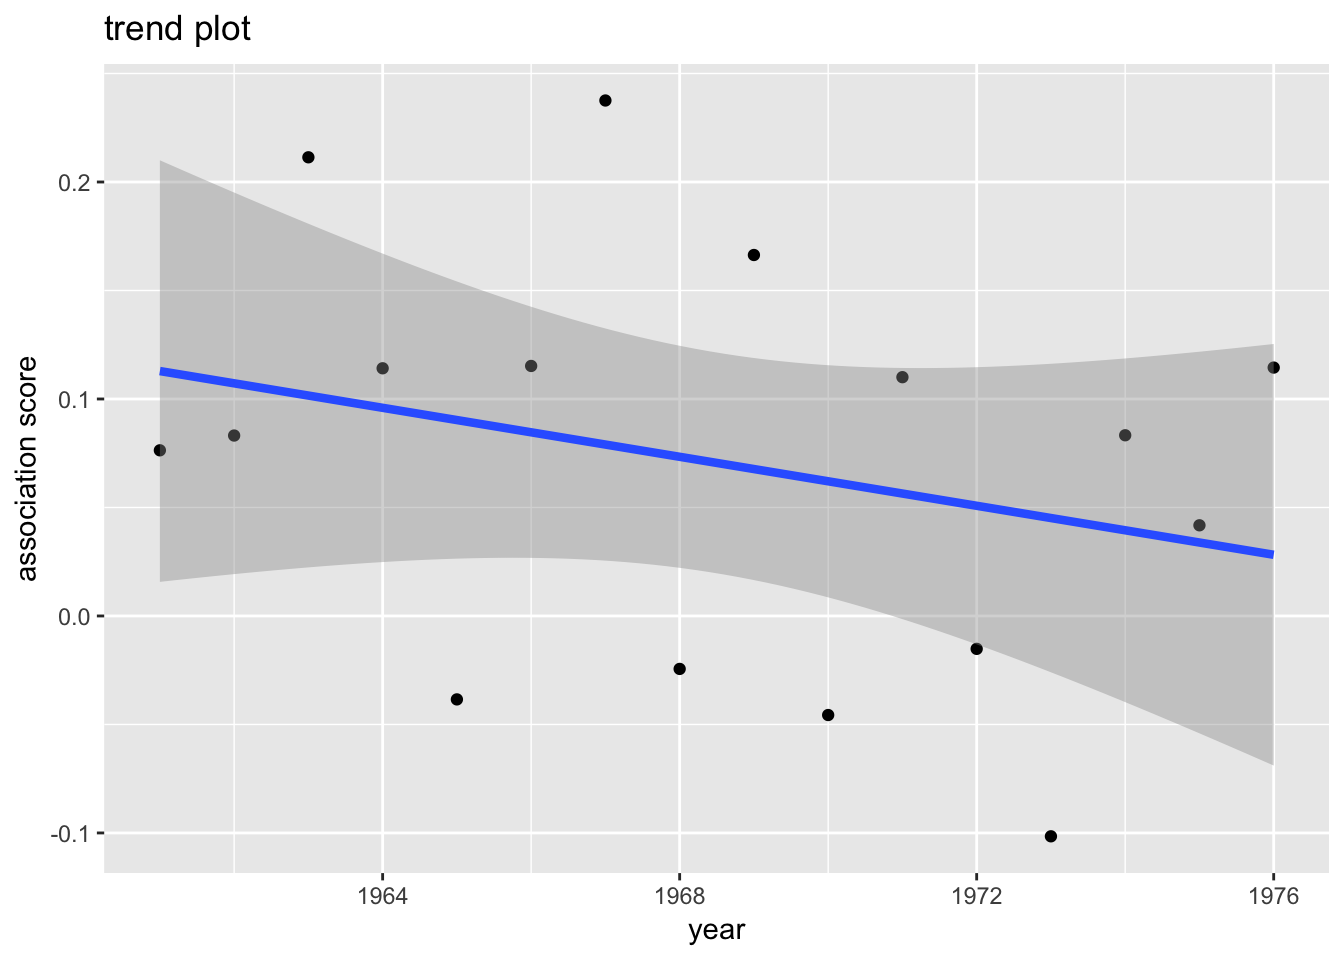 trend plot
association score
0.2
0.1
0.0
-0.1
1964 1968 1972 1976
year